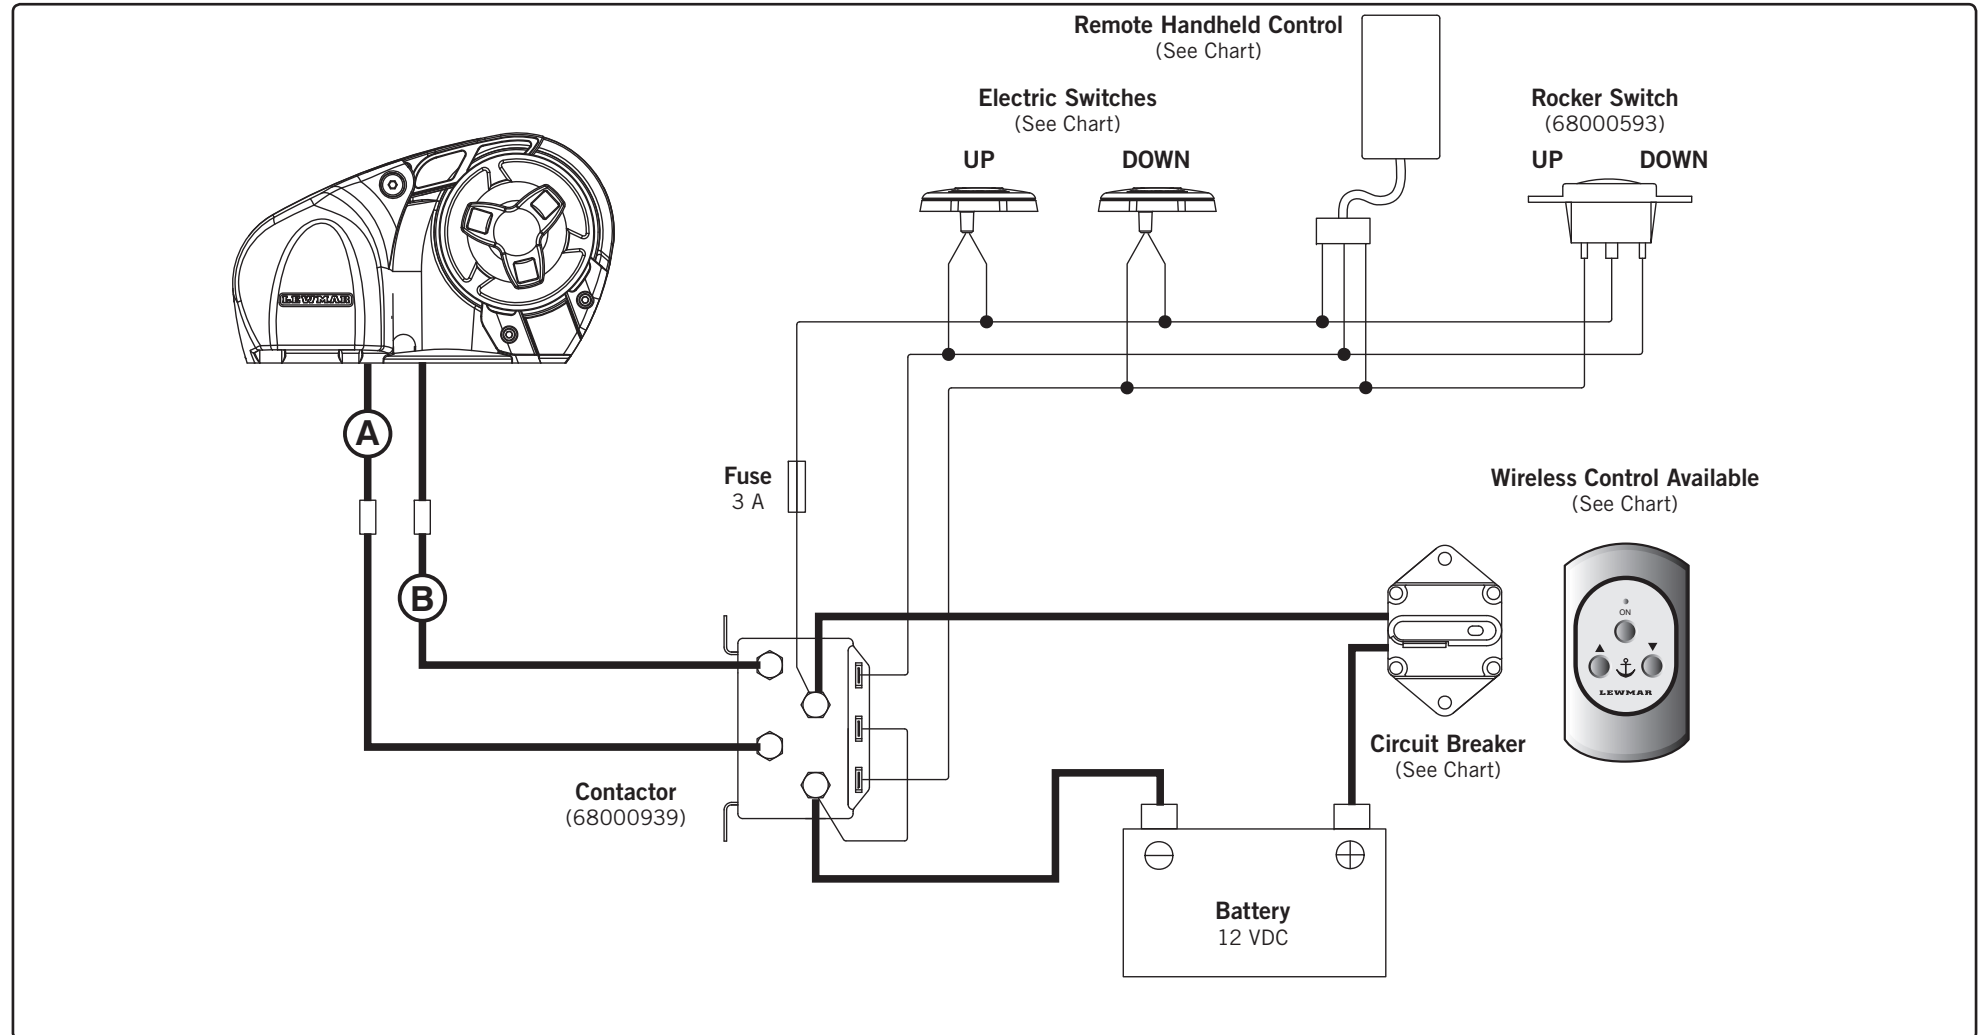 Remote Handheld Control
(See Chart)
Electric Switches
(See Chart)
UP
DOWN
Rocker Switch
(68000593)
UP
DOWN
LEWMAR
A
Fuse
3 A
Wireless Control Available
(See Chart)
B
ON
LEWMAR
Circuit Breaker
(See Chart)
Contactor
(68000939)
Battery
12 VDC